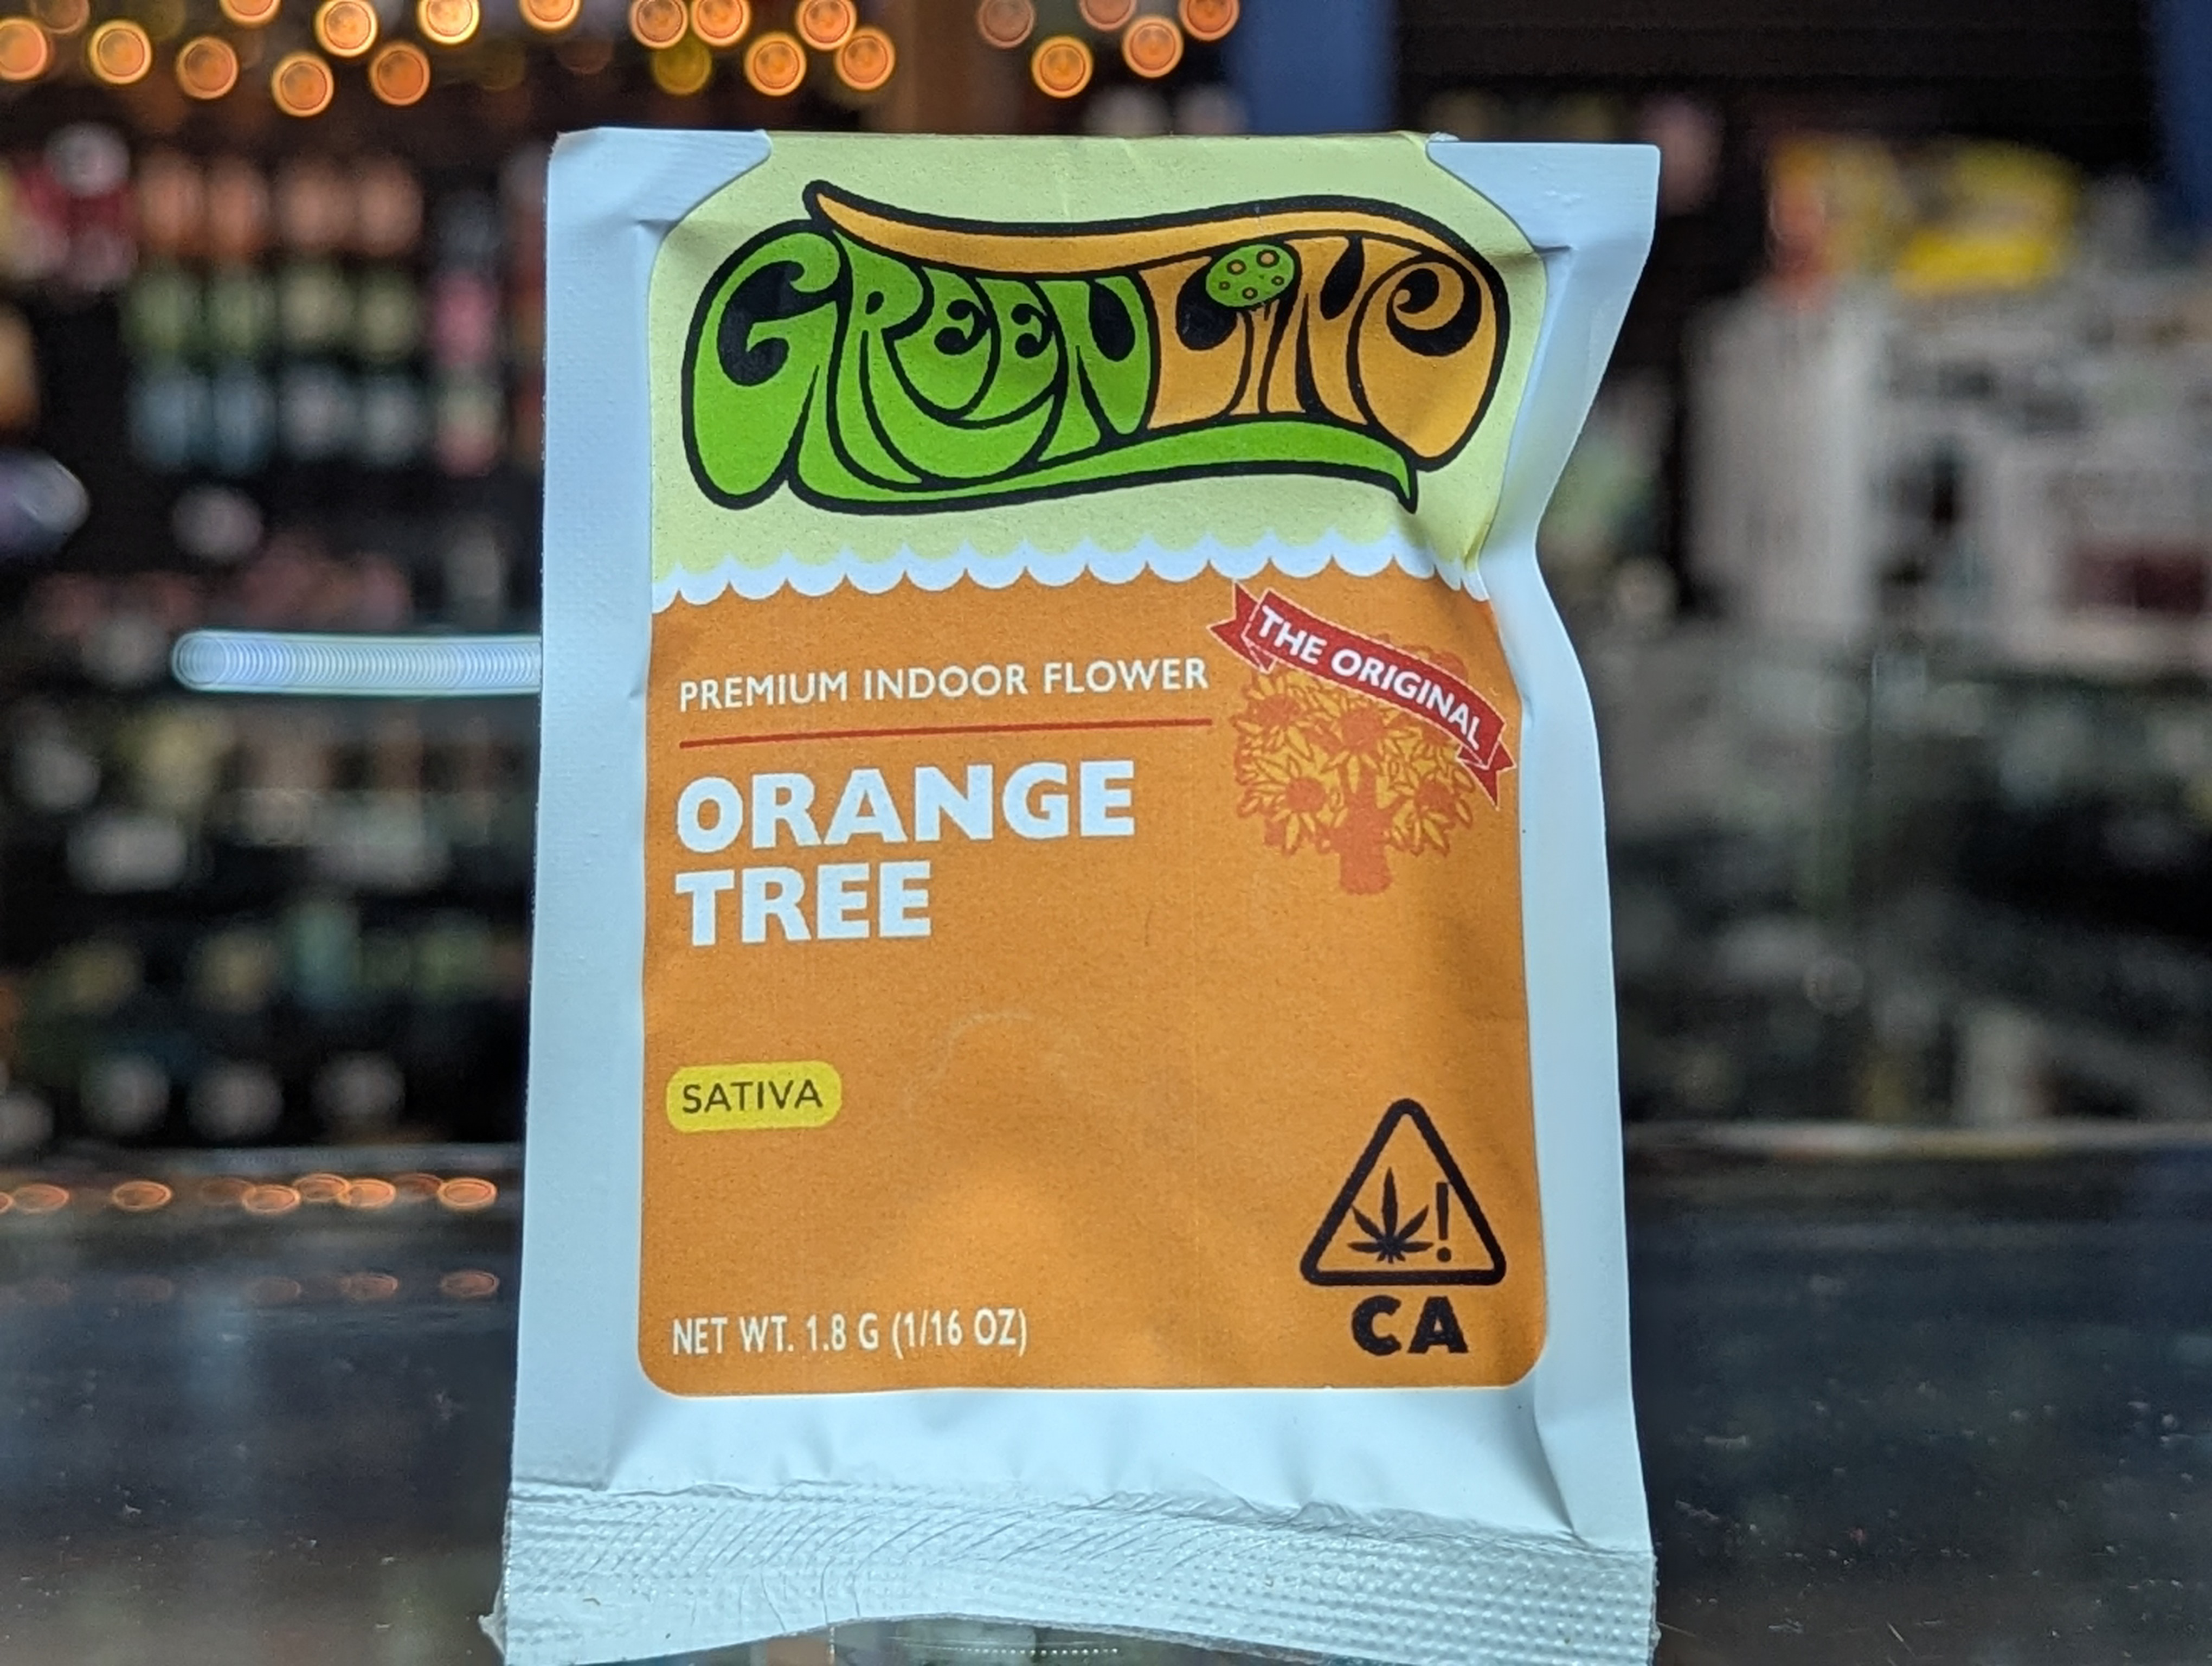 GREENLINE
PREMIUM INDOOR FLOWER
THE ORIGINAL
ORANGE
TREE
SATIVA
!
CA
NET WT. 1.8 G (1/16 OZ)